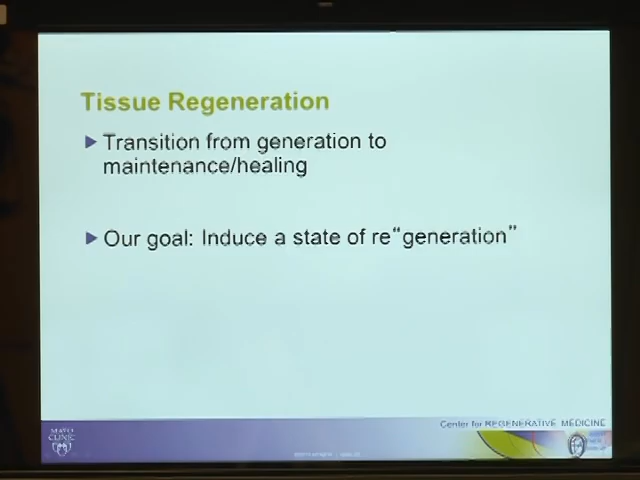 Tissue Regeneration
Transition from generation to
maintenance/healing
Our goal: Induce a state of re“generation”
Center for REGENERATIVE MEDICINE
MAYO
CLINIC